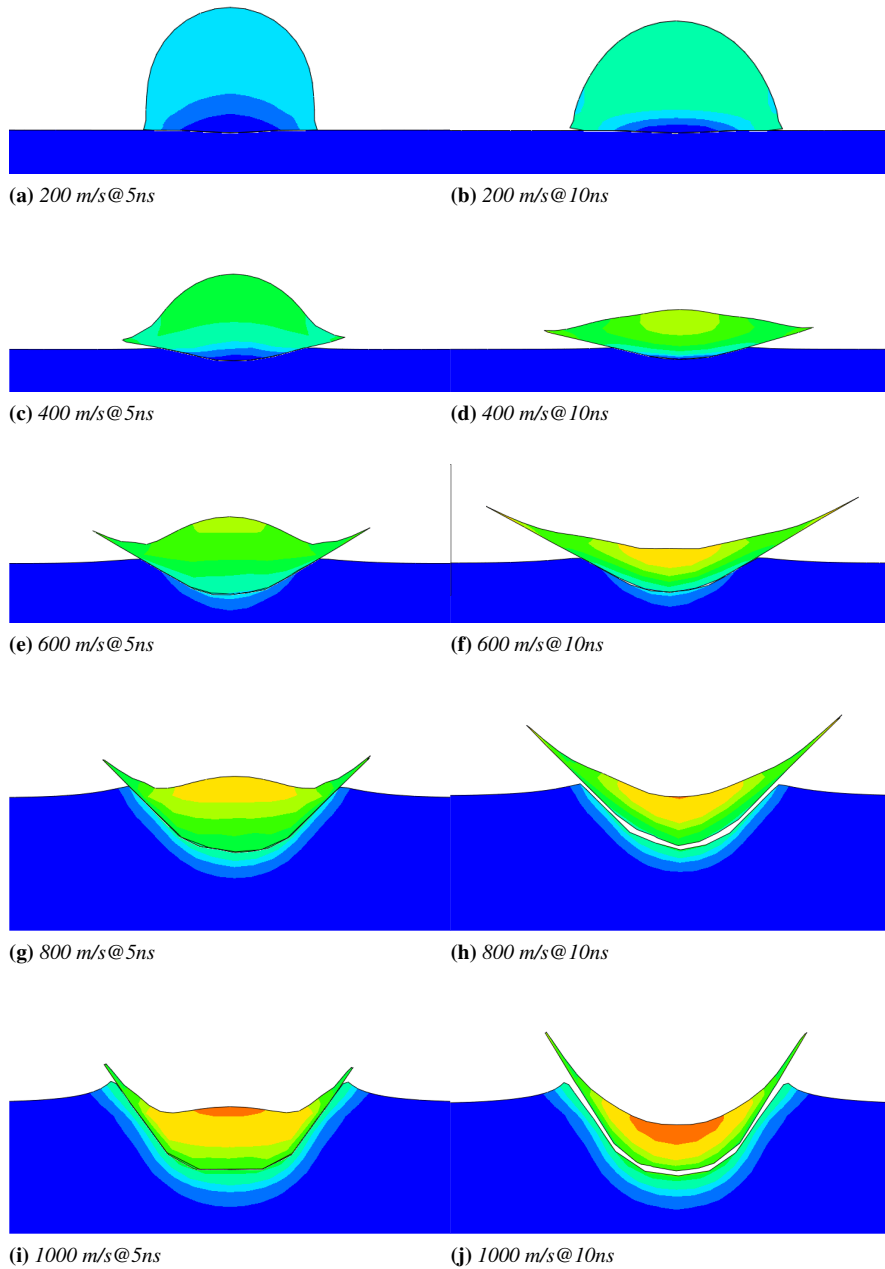 (a) 200 m/s@5ns
(b) 200 m/s@10ns
(c) 400 m/s@5ns
(d) 400 m/s@10ns
(e) 600 m/s@5ns
(f) 600 m/s@10ns
(g) 800 m/s@5ns
(h) 800 m/s@10ns
(i) 1000 m/s@5ns
(j) 1000 m/s@10ns